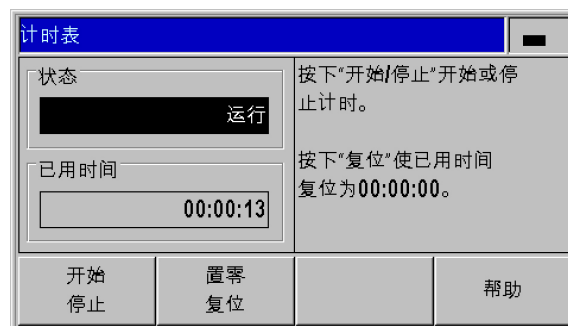 计时表
状态
运行
已用时间
00:00:13
按下“开始/停止”开始或停
止计时。
按下“复位”使已用时间
复位为00:00:00。
开始
停止
置零
复位
帮助